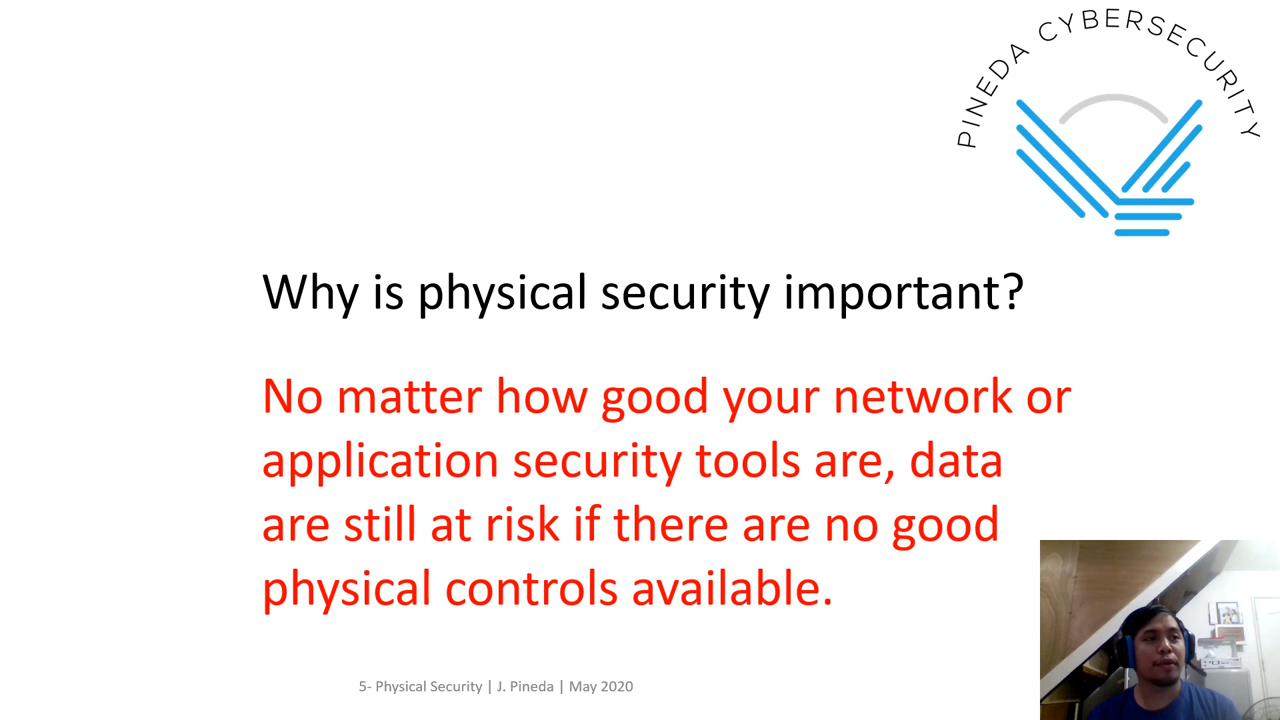 PINEDA CYBERSECURITY
Why is physical security important?
No matter how good your network or
application security tools are, data
are still at risk if there are no good
physical controls available.
5- Physical Security | J. Pineda | May 2020